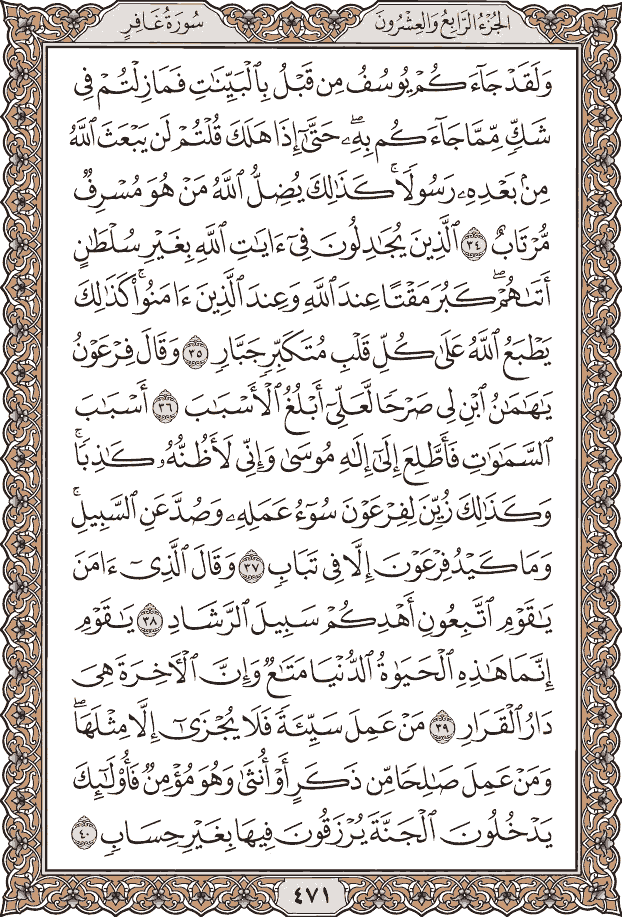 الجزء الرابع والعشرون
سورة غافر
وَلَقَدْ جَآءَكُمْ يُوسُفُ مِن قَبْلُ بِٱلْبَيِّنَٰتِ فَمَازِلْتُمْ فِى
شَكٍّ مِّمَّا جَآءَكُم بِهِۦۖ حَتَّىٰٓ إِذَا هَلَكَ قُلْتُمْ لَن يَبْعَثَ ٱللَّهُ
مِنۢ بَعْدِهِۦ رَسُولًاۚ كَذَٰلِكَ يُضِلُّ ٱللَّهُ مَنْ هُوَ مُسْرِفٌ
مُّرْتَابٌ ٣٤ ٱلَّذِينَ يُجَٰدِلُونَ فِىٓ ءَايَٰتِ ٱللَّهِ بِغَيْرِ سُلْطَٰنٍ
أَتَىٰهُمْۖ كَبُرَ مَقْتًا عِندَ ٱللَّهِ وَعِندَ ٱلَّذِينَ ءَامَنُوا۟ۚ كَذَٰلِكَ
يَطْبَعُ ٱللَّهُ عَلَىٰ كُلِّ قَلْبِ مُتَكَبِّرٍ جَبَّارٍ ٣٥ وَقَالَ فِرْعَوْنُ
يَٰهَٰمَٰنُ ٱبْنِ لِى صَرْحًا لَّعَلِّىٓ أَبْلُغُ ٱلْأَسْبَٰبَ ٣٦ أَسْبَٰبَ
ٱلسَّمَٰوَٰتِ فَأَطَّلِعَ إِلَىٰٓ إِلَٰهِ مُوسَىٰ وَإِنِّى لَأَظُنُّهُۥ كَٰذِبًاۚ
وَكَذَٰلِكَ زُيِّنَ لِفِرْعَوْنَ سُوٓءُ عَمَلِهِۦ وَصُدَّ عَنِ ٱلسَّبِيلِۚ
وَمَا كَيْدُ فِرْعَوْنَ إِلَّا فِى تَبَابٍ ٣٧ وَقَالَ ٱلَّذِىٓ ءَامَنَ
يَٰقَوْمِ ٱتَّبِعُونِ أَهْدِكُمْ سَبِيلَ ٱلرَّشَادِ ٣٨ يَٰقَوْمِ
إِنَّمَا هَٰذِهِ ٱلْحَيَوٰةُ ٱلدُّنْيَا مَتَٰعٌ وَإِنَّ ٱلْءَاخِرَةَ هِىَ
دَارُ ٱلْقَرَارِ ٣٩ مَنْ عَمِلَ سَيِّئَةً فَلَا يُجْزَىٰٓ إِلَّا مِثْلَهَاۖ
وَمَنْ عَمِلَ صَٰلِحًا مِّن ذَكَرٍ أَوْ أُنثَىٰ وَهُوَ مُؤْمِنٌ فَأُو۟لَٰٓئِكَ
يَدْخُلُونَ ٱلْجَنَّةَ يُرْزَقُونَ فِيهَا بِغَيْرِ حِسَابٍ ٤٠
٤٧١